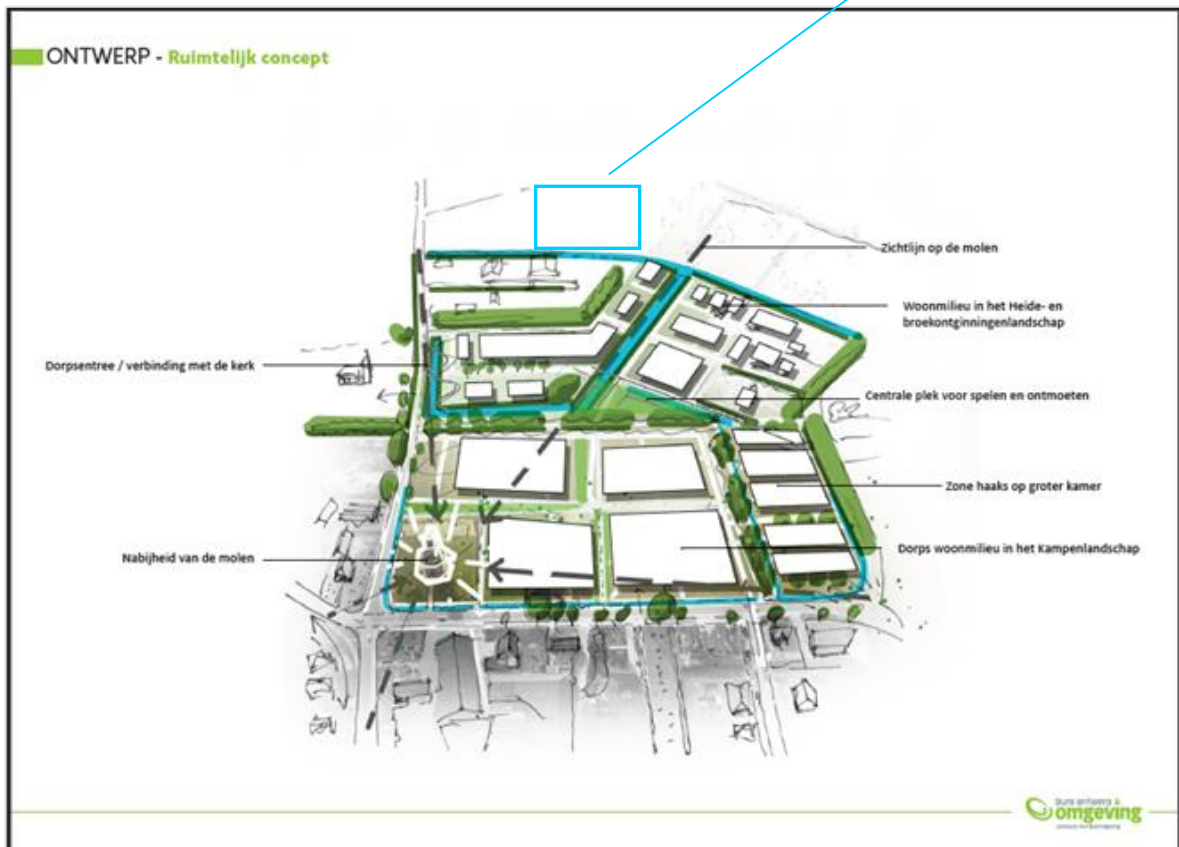 ONTWERP - Ruimtelijk concept
Zichtlijn op de molen
Woonmilieu in het Heide- en
broekontginningenlandschap
Dorpsentree / verbinding met de kerk
Centrale plek voor spelen en ontmoeten
Zone haaks op groter kamer
Dorps woonmilieu in het Kampenlandschap
Nabijheid van de molen
buro ontwerp &
omgeving